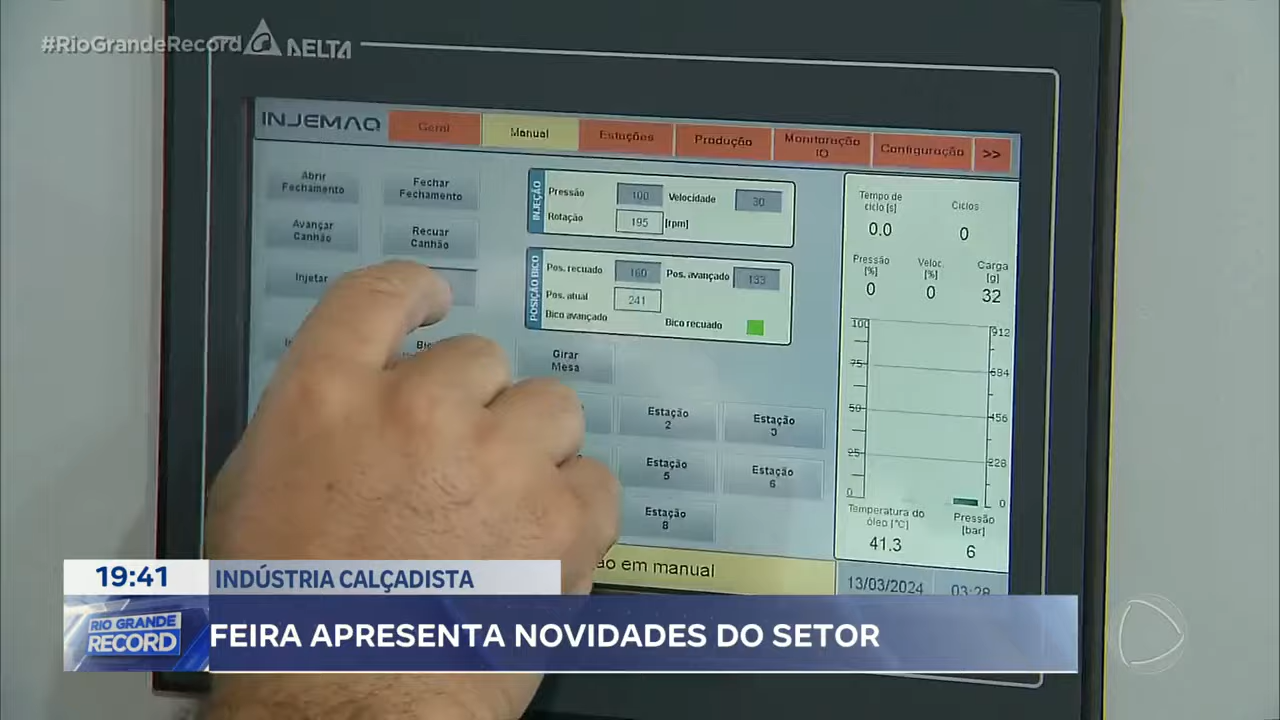 #RioGrandeRecord
DELTA
INJEMAQ
Geral
Manual
Estações
Produção
Monitoração
IO
Configuração
>>
Abrir
Fechamento
Fechar
Fechamento
Avançar
Canhão
Recuar
Canhão
Injetar
INJEÇÃO
Pressão 100 Velocidade 30
Rotação 195 [rpm]
POSIÇÃO BICO
Pos. recuado 160 Pos. avançado 133
Pos. atual 241
Bico avançado Bico recuado
Girar
Mesa
Estação
2
Estação
3
Estação
5
Estação
6
Estação
8
em manual
Tempo de
ciclo [s]
Ciclos
0.0 0
Pressão
[%]
Veloc.
[%]
Carga
[g]
0 0 32
100 912
75 684
50 456
25 228
0 0
Temperatura do
óleo [°C]
Pressão
[bar]
41.3 6
13/03/2024 03:28
19:41 INDÚSTRIA CALÇADISTA
RIO GRANDE
RECORD
FEIRA APRESENTA NOVIDADES DO SETOR